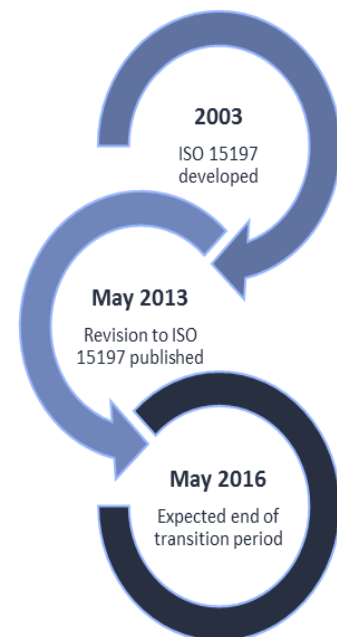 2003
ISO 15197
developed
May 2013
Revision to ISO
15197 published
May 2016
Expected end of
transition period